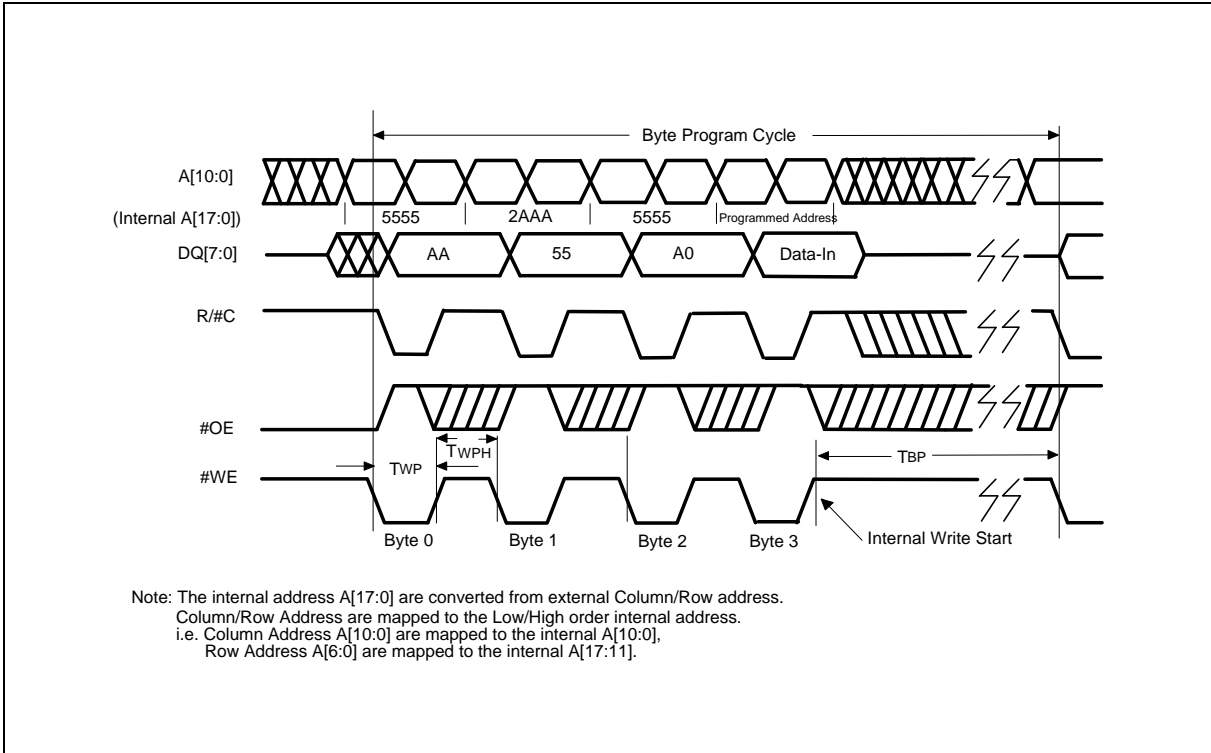 Byte Program Cycle
A[10:0]
(Internal A[17:0])
5555 2AAA 5555 Programmed Address
DQ[7:0]
AA 55 A0 Data-In
R/#C
#OE
TWP TWPH TBP
#WE
Byte 0 Byte 1 Byte 2 Byte 3 Internal Write Start
Note: The internal address A[17:0] are converted from external Column/Row address.
Column/Row Address are mapped to the Low/High order internal address.
i.e. Column Address A[10:0] are mapped to the internal A[10:0],
Row Address A[6:0] are mapped to the internal A[17:11].